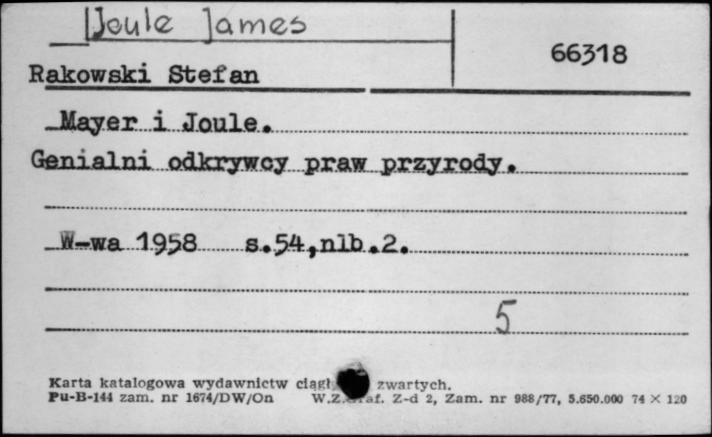 Joule James
66318
Rakowski Stefan
Mayer i Joule.
Genialni odkrywcy praw przyrody.
W-wa 1958 s.54,nlb.2.
5
Karta katalogowa wydawnictw ciągł zwartych.
Pu-B-144 zam. nr 1674/DW/On W.Z.Graf. Z-d 2, Zam. nr 988/77, 5.650.000 74 × 120